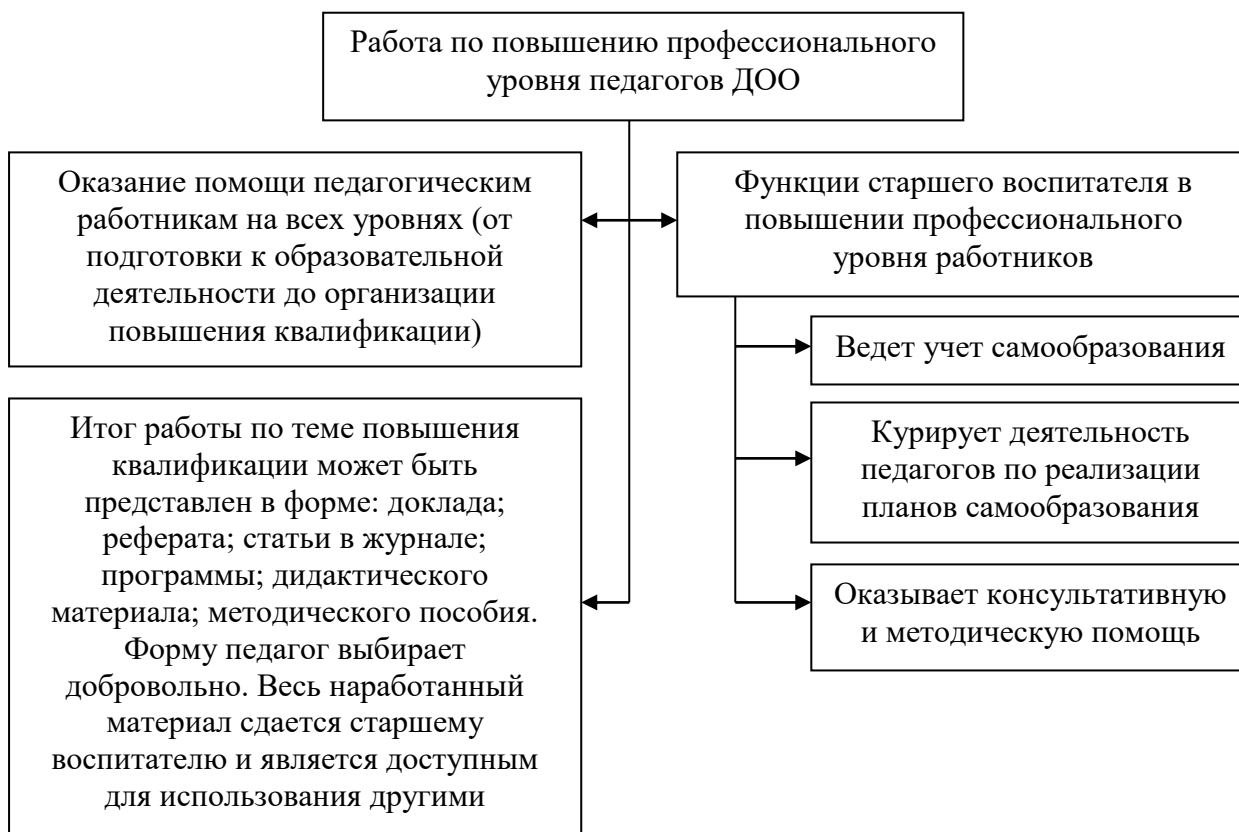 Работа по повышению профессионального
уровня педагогов ДОО
Оказание помощи педагогическим
работникам на всех уровнях (от
подготовки к образовательной
деятельности до организации
повышения квалификации)
Функции старшего воспитателя в
повышении профессионального
уровня работников
Ведет учет самообразования
Курирует деятельность
педагогов по реализации
планов самообразования
Оказывает консультативную
и методическую помощь
Итог работы по теме повышения
квалификации может быть
представлен в форме: доклада;
реферата; статьи в журнале;
программы; дидактического
материала; методического пособия.
Форму педагог выбирает
добровольно. Весь наработанный
материал сдается старшему
воспитателю и является доступным
для использования другими